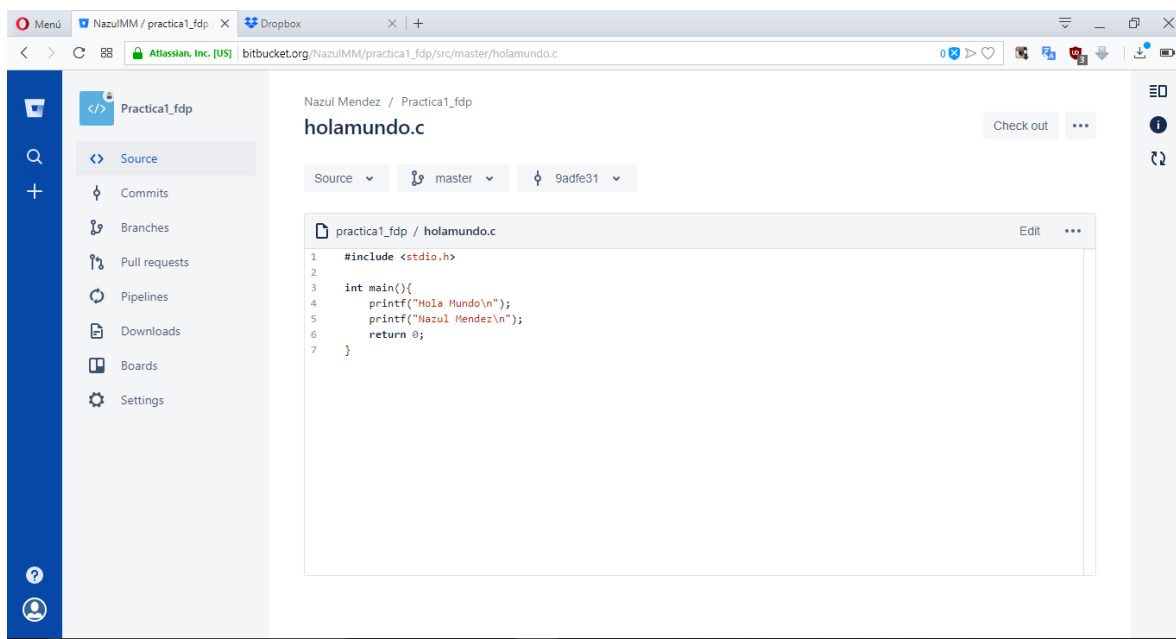 Menú
NazulMM / practica1_fdp /
Dropbox
Atlassian, Inc. [US] bitbucket.org/NazulMM/practica1_fdp/src/master/holamundo.c
0
3
Practica1_fdp
Source
Commits
Branches
Pull requests
Pipelines
Downloads
Boards
Settings
Nazul Mendez / Practica1_fdp
holamundo.c
Check out
Source master 9adfe31
practica1_fdp / holamundo.c Edit
1 #include <stdio.h>
2
3 int main(){
4 printf("Hola Mundo\n");
5 printf("Nazul Mendez\n");
6 return 0;
7 }